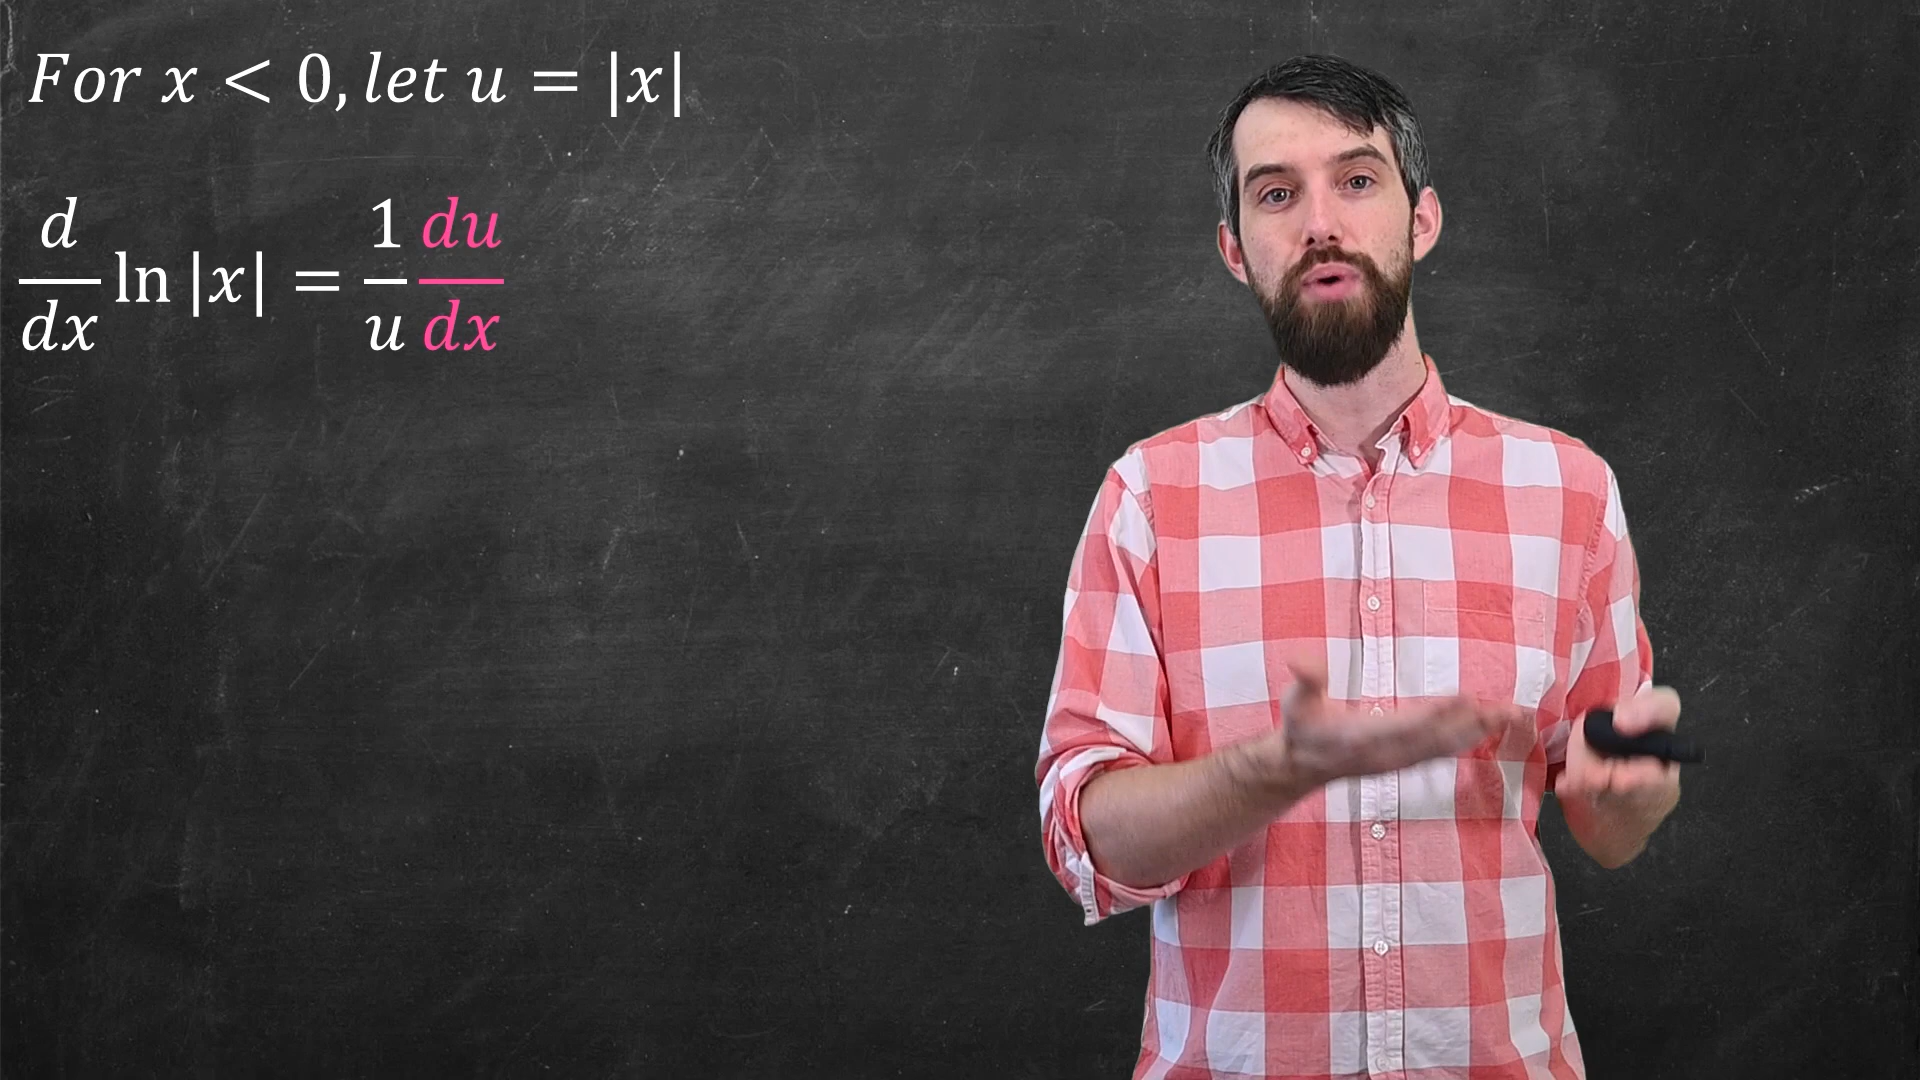 For x < 0, let u = |x|
d/dx ln |x| = 1/u du/dx